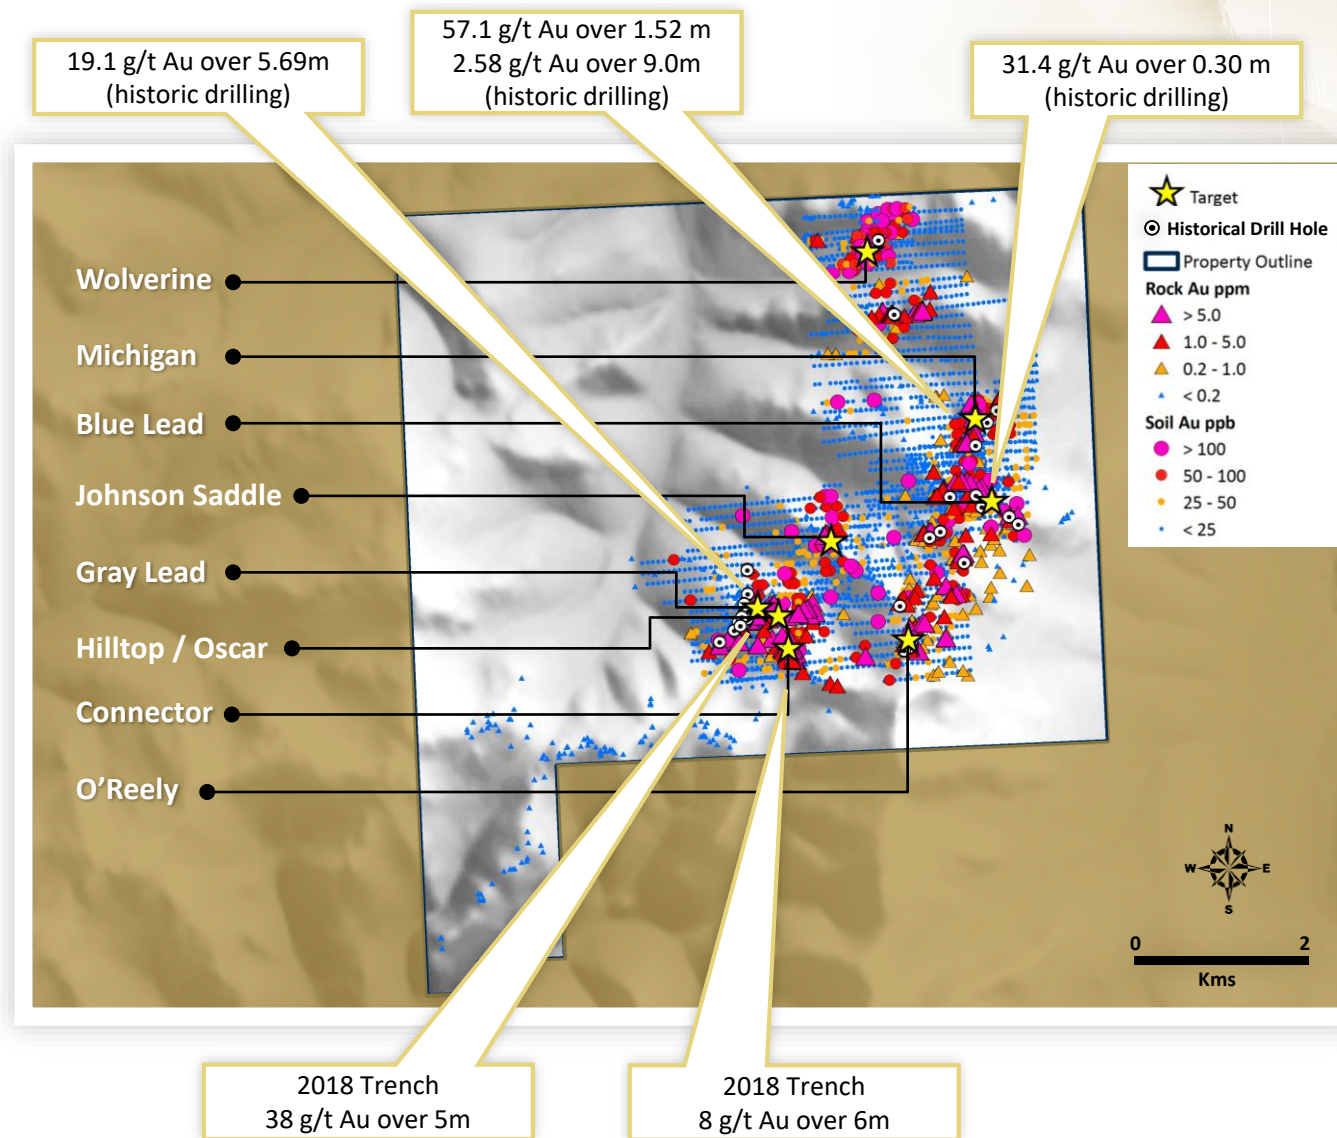 19.1 g/t Au over 5.69m
(historic drilling)
57.1 g/t Au over 1.52 m
2.58 g/t Au over 9.0m
(historic drilling)
31.4 g/t Au over 0.30 m
(historic drilling)
Target
Historical Drill Hole
Property Outline
Rock Au ppm
> 5.0
1.0 - 5.0
0.2 - 1.0
< 0.2
Soil Au ppb
> 100
50 - 100
25 - 50
< 25
Wolverine
Michigan
Blue Lead
Johnson Saddle
Gray Lead
Hilltop / Oscar
Connector
O'Reely
N
W E
S
0 2
Kms
2018 Trench
38 g/t Au over 5m
2018 Trench
8 g/t Au over 6m